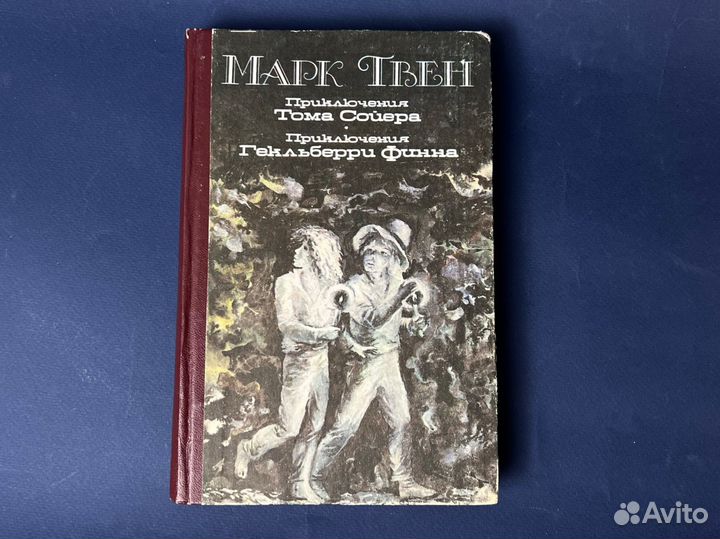 Марк Твен
Приключения
Тома Сойера
•
Приключения
Гекльберри Финна
Avito